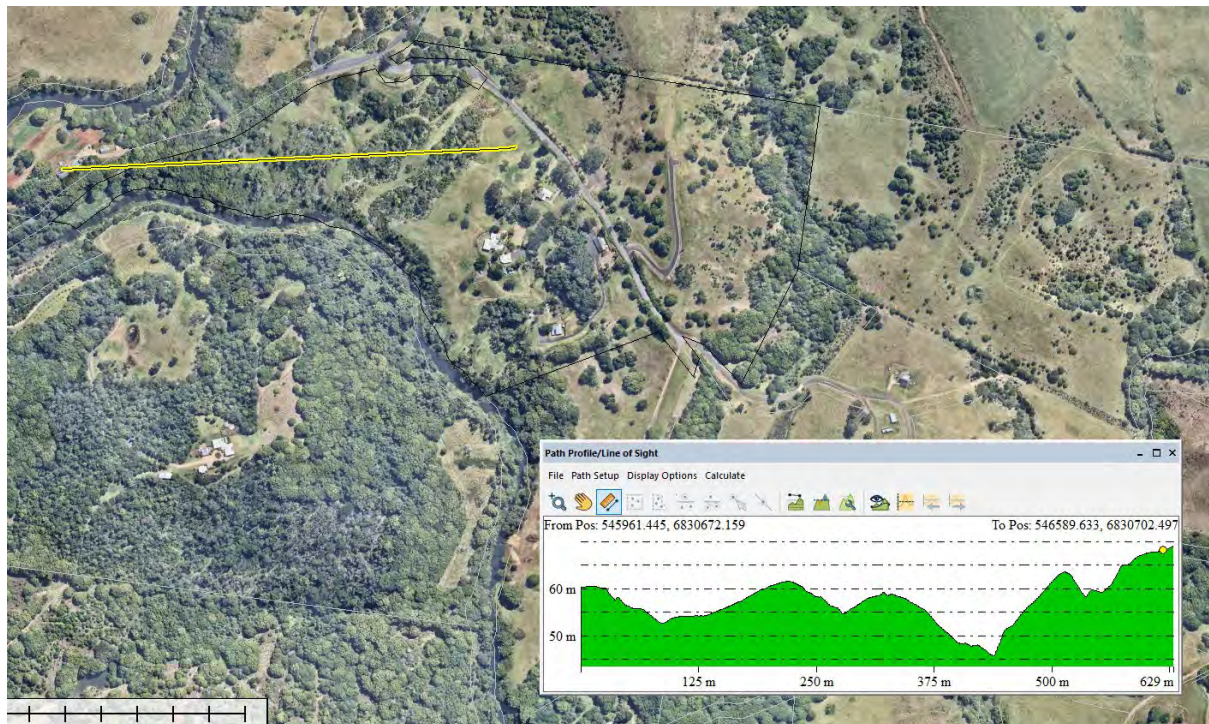 Path Profile/Line of Sight
File Path Setup Display Options Calculate
From Pos: 545961.445, 6830672.159 To Pos: 546589.633, 6830702.497
60 m
50 m
125 m 250 m 375 m 500 m 629 m